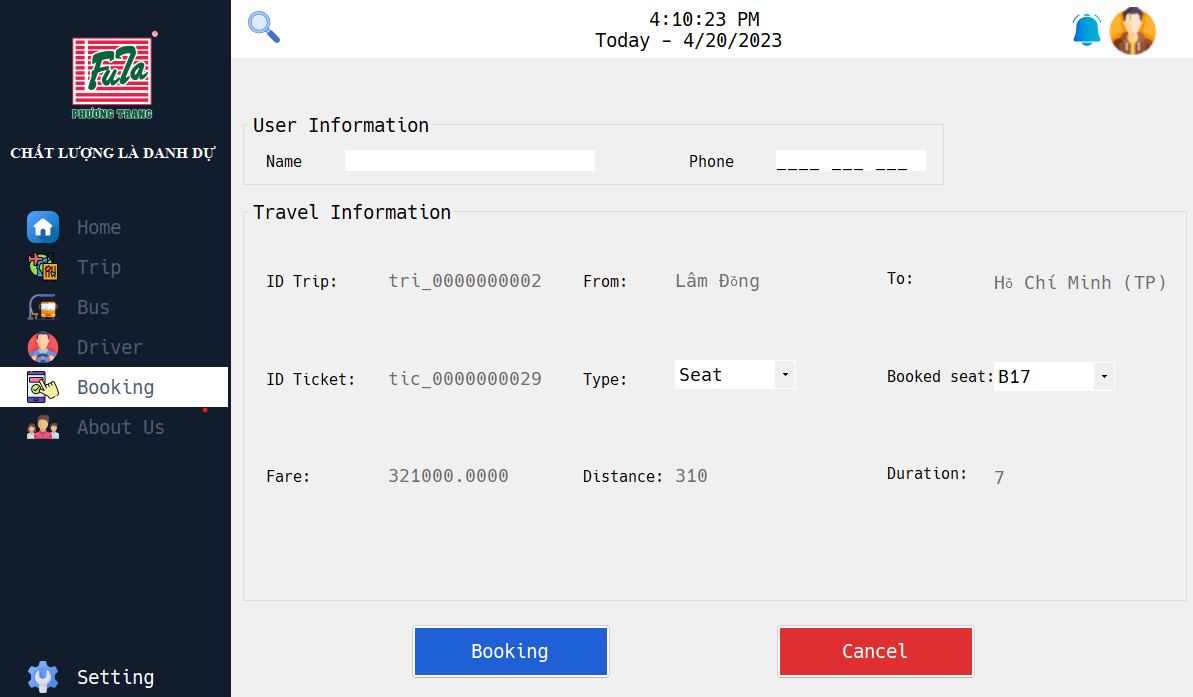 FuTa
PHƯƠNG TRANG
CHẤT LƯỢNG LÀ DANH DỰ
Home
Trip
Bus
Driver
Booking
About Us
Setting
4:10:23 PM
Today - 4/20/2023
User Information
Name
Phone ____ ___ ___
Travel Information
ID Trip: tri_0000000002 From: Lâm Đồng To: Hồ Chí Minh (TP)
ID Ticket: tic_0000000029 Type: Seat Booked seat: B17
Fare: 321000.0000 Distance: 310 Duration: 7
Booking Cancel